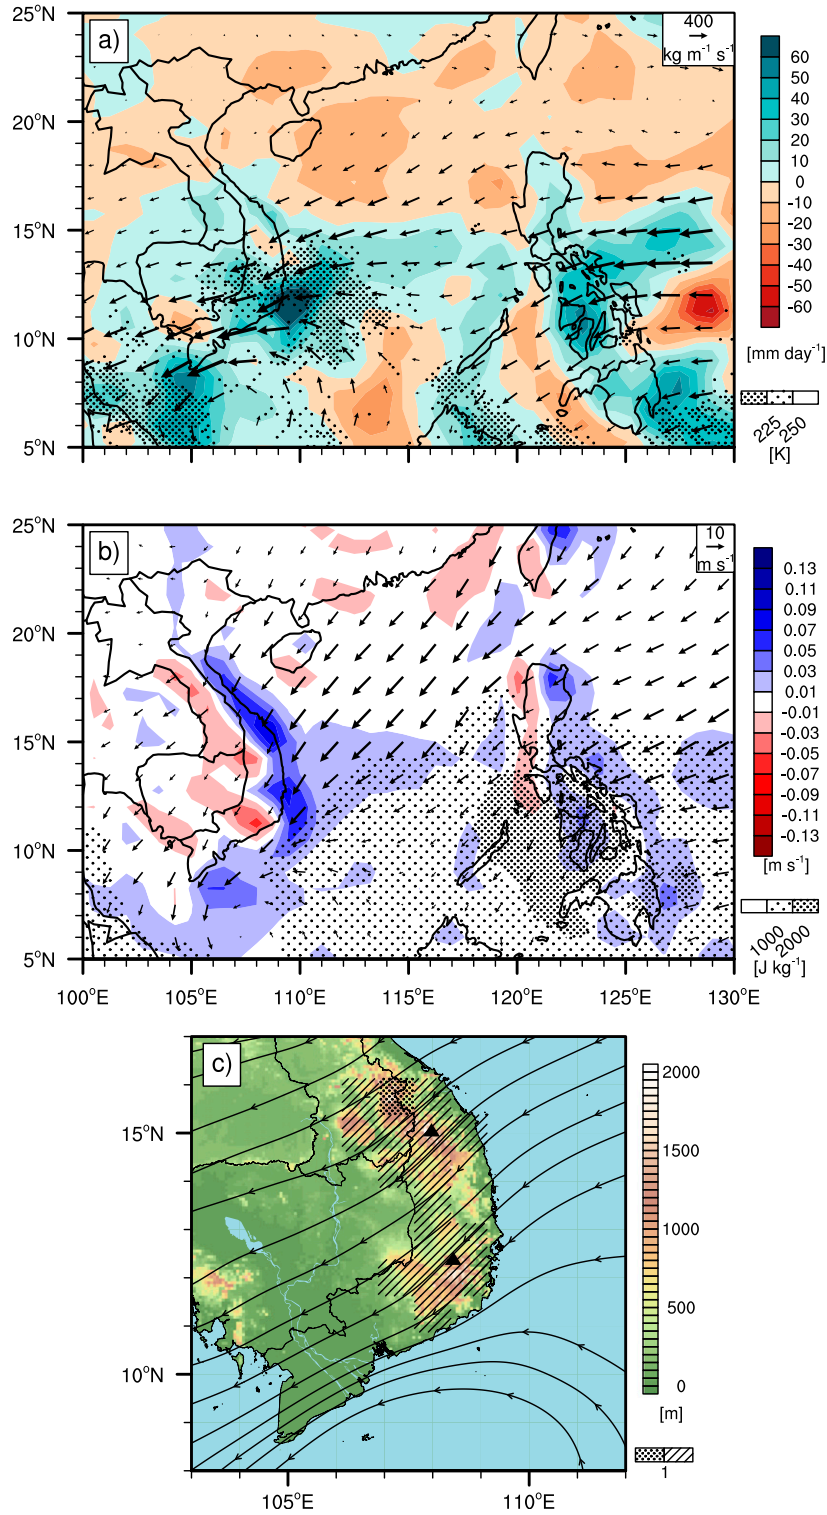 a)
400
kg m⁻¹ s⁻¹
25°N
20°N
15°N
10°N
5°N
60
50
40
30
20
10
0
-10
-20
-30
-40
-50
-60
[mm day⁻¹]
225
250
[K]
b)
10
m s⁻¹
25°N
20°N
15°N
10°N
5°N
100°E
105°E
110°E
115°E
120°E
125°E
130°E
0.13
0.11
0.09
0.07
0.05
0.03
0.01
-0.01
-0.03
-0.05
-0.07
-0.09
-0.11
-0.13
[m s⁻¹]
1000
2000
[J kg⁻¹]
c)
15°N
10°N
105°E
110°E
2000
1500
1000
500
0
[m]
1